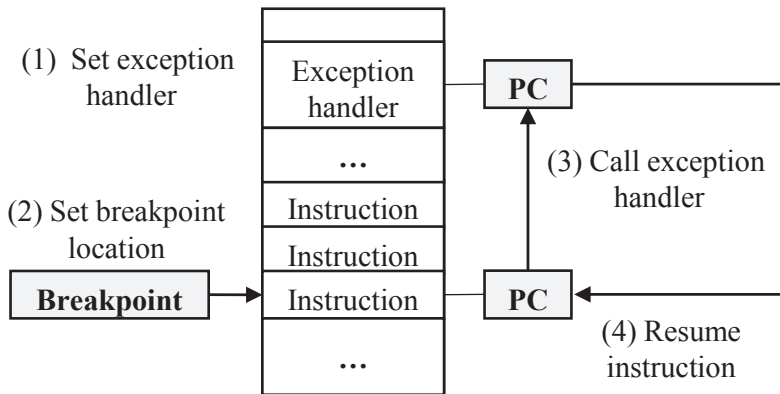 (1) Set exception
handler
Exception
handler
PC
...
(3) Call exception
handler
(2) Set breakpoint
location
Instruction
Instruction
Breakpoint
Instruction
PC
(4) Resume
instruction
...